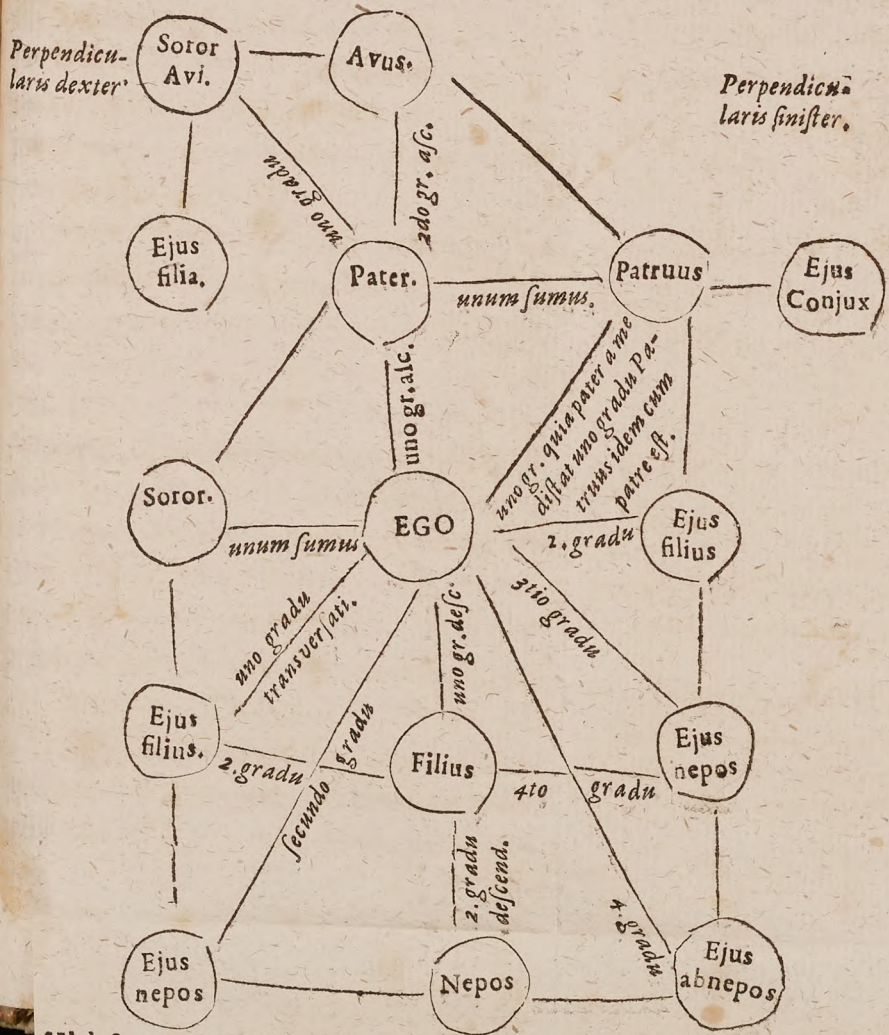 Perpendicu-
laris dexter
Soror
Avi.
Avus.
Perpendicū-
laris ſiniſter.
uno gradu
2do gr. aſc.
Ejus
filia.
Pater.
unum ſumus.
Patruus
Ejus
Conjux
uno gr. aſc.
uno gr. quia pater a me
diſtat uno gradu Pa-
truus idem cum
patre eſt.
Soror.
unum ſumus
EGO
2. gradu
Ejus
filius
uno gradu
transverſati.
uno gr. deſc.
3tio gradu
Ejus
filius.
2. gradu
ſecundo gradu
Filius
4to gradu
Ejus
nepos
2. gradu
deſcend.
4. gradu
Ejus
nepos
Nepos
Ejus
abnepos